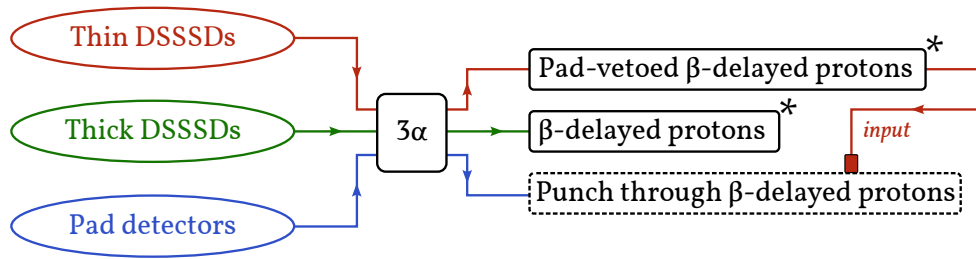 Thin DSSSDs
Thick DSSSDs
Pad detectors
3α
Pad-vetoed β-delayed protons*
β-delayed protons*
input
Punch through β-delayed protons